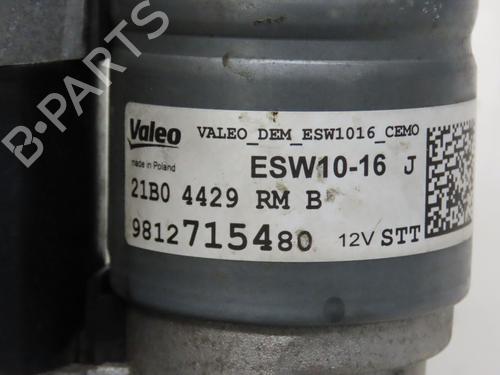 Valeo VALEO_DEM_ESW1016_CEMO
made in Poland ESW10-16 J
21B0 4429 RM B
9812715480 12V STT
B-PARTS